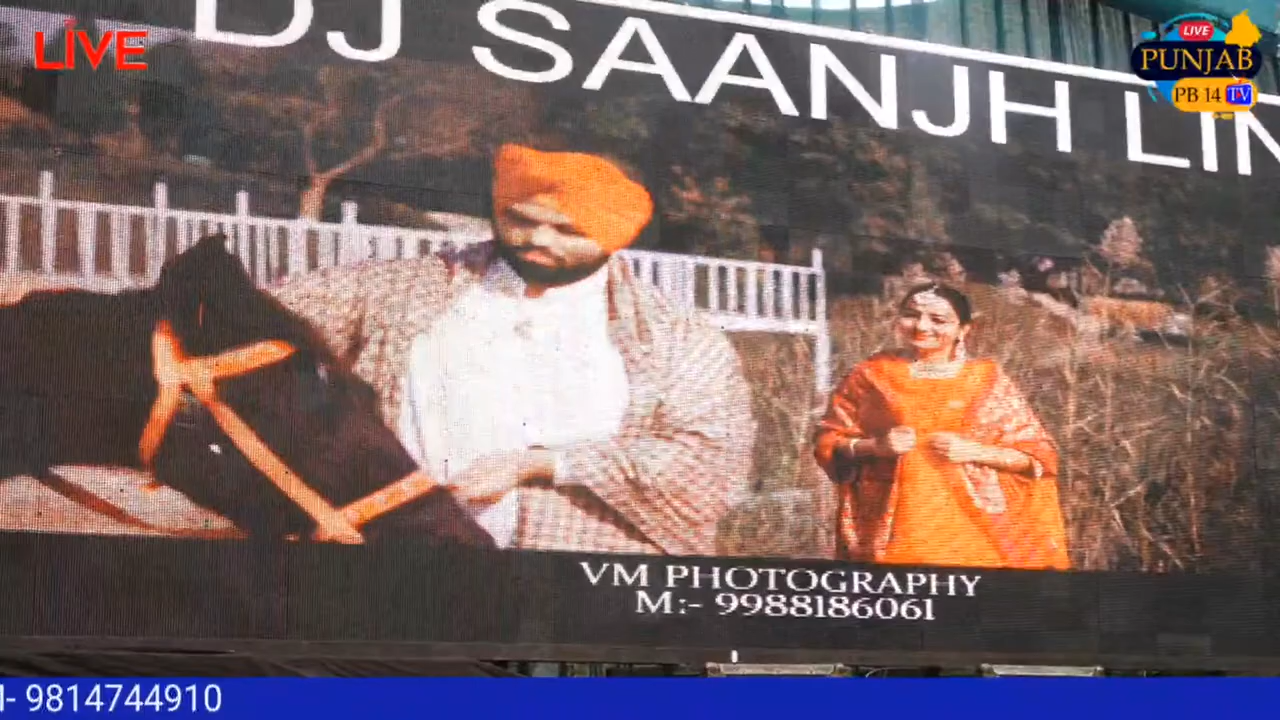 LIVE
DJ SAANJH LIN
LIVE
PUNJAB
PB 14 TV
VM PHOTOGRAPHY
M:- 9988186061
- 9814744910